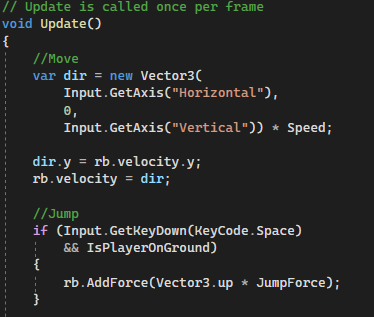 // Update is called once per frame
void Update()
{
    //Move
    var dir = new Vector3(
        Input.GetAxis("Horizontal"),
        0,
        Input.GetAxis("Vertical")) * Speed;

    dir.y = rb.velocity.y;
    rb.velocity = dir;

    //Jump
    if (Input.GetKeyDown(KeyCode.Space)
        && IsPlayerOnGround)
    {
        rb.AddForce(Vector3.up * JumpForce);
    }